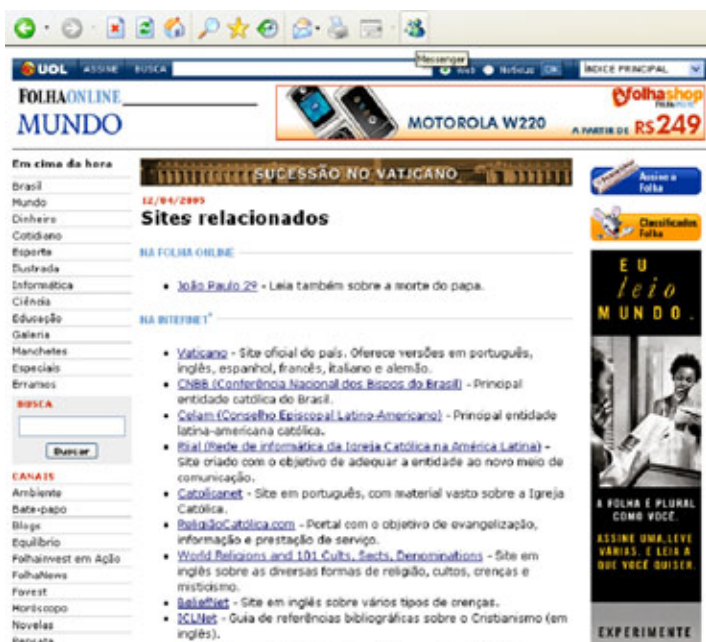 Messenger
UOL ASSINE BUSCA Web Notícias OK ÍNDICE PRINCIPAL
FOLHAONLINE
MUNDO
MOTOROLA W220
folhashop
A PARTIR DE R$249
Em cima da hora
Brasil
Mundo
Dinheiro
Cotidiano
Esporte
Ilustrada
Informática
Ciência
Educação
Galeria
Manchetes
Especiais
Erramos
BUSCA
Buscar
CANAIS
Ambiente
Bate-papo
Blogs
Equilíbrio
Folhainvest em Ação
FolhaNews
Forest
Horóscopo
Novelas
SUCESSÃO NO VATICANO
12/04/2005
Sites relacionados
NA FOLHA ONLINE
João Paulo 2º - Leia também sobre a morte do papa.
NA INTERNET*
Vaticano - Site oficial do país. Oferece versões em português,
inglês, espanhol, francês, italiano e alemão.
CNBB (Conferência Nacional dos Bispos do Brasil) - Principal
entidade católica do Brasil.
Celam (Conselho Episcopal Latino-Americano) - Principal entidade
latina-americana católica.
Riial (Rede de informática da Igreja Católica na América Latina) -
Site criado com o objetivo de adequar a entidade ao novo meio de
comunicação.
Catolicanet - Site em português, com material vasto sobre a Igreja
Católica.
ReligiãoCatólica.com - Portal com o objetivo de evangelização,
informação e prestação de serviço.
World Religions and 101 Cults, Sects, Denominations - Site em
inglês sobre as diversas formas de religião, cultos, crenças e
misticismo.
BeliefNet - Site em inglês sobre vários tipos de crenças.
ICLNet - Guia de referências bibliográficas sobre o Cristianismo (em
inglês).
Assine a
Folha
Classificados
Folha
EU
leio
MUNDO.
A FOLHA É PLURAL
COMO VOCÊ.
ASSINE UMA, LEVE
VÁRIAS. E LEIA A
QUE VOCÊ QUISER.
EXPERIMENTE